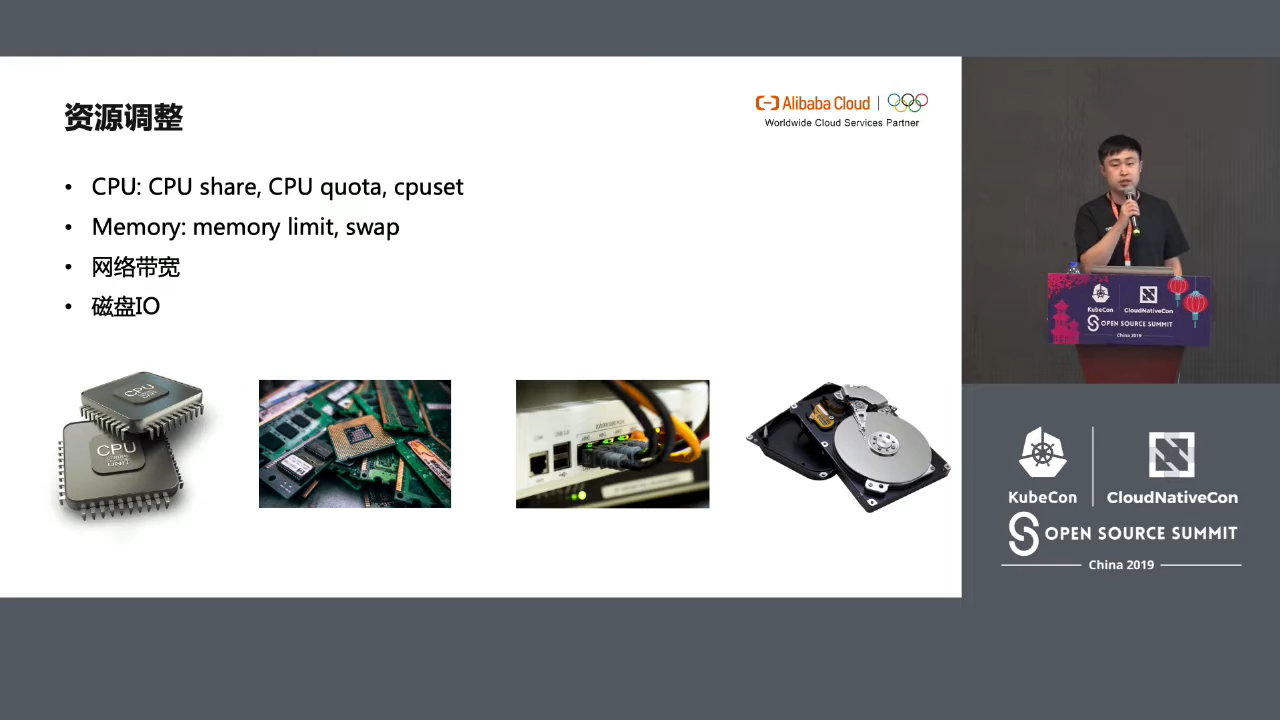 资源调整
Alibaba Cloud
Worldwide Cloud Services Partner
• CPU: CPU share, CPU quota, cpuset
• Memory: memory limit, swap
• 网络带宽
• 磁盘IO
CPU
CPU
UNIT
KubeCon CloudNativeCon
OPEN SOURCE SUMMIT
China 2019
KubeCon CloudNativeCon
OPEN SOURCE SUMMIT
China 2019